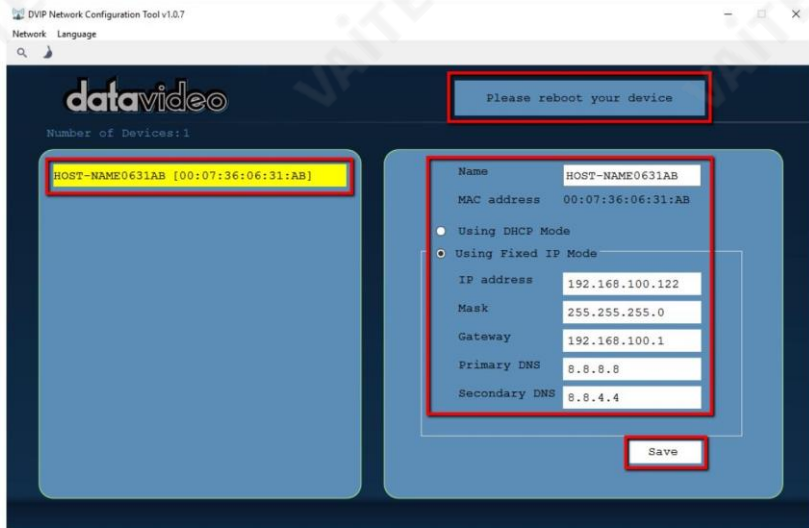 DVIP Network Configuration Tool v1.0.7
Network Language
datavideo
Please reboot your device
Number of Devices:1
HOST-NAME0631AB [00:07:36:06:31:AB]
Name HOST-NAME0631AB
MAC address 00:07:36:06:31:AB
Using DHCP Mode
Using Fixed IP Mode
IP address 192.168.100.122
Mask 255.255.255.0
Gateway 192.168.100.1
Primary DNS 8.8.8.8
Secondary DNS 8.8.4.4
Save